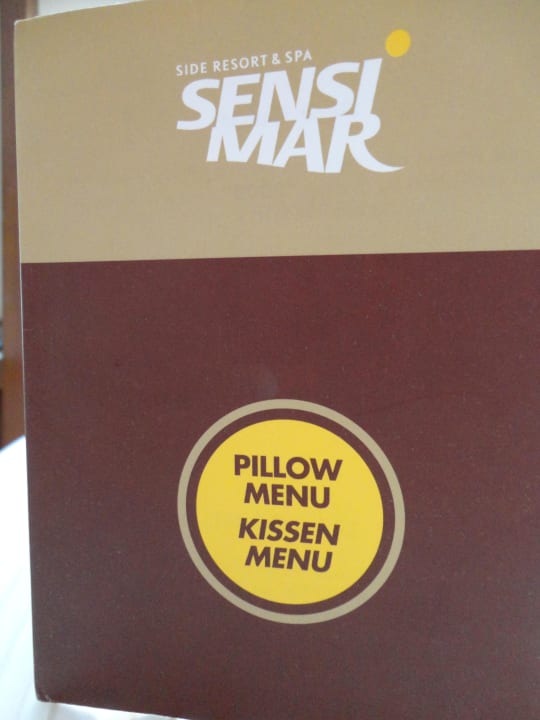 SIDE RESORT & SPA
SENSI
MAR
PILLOW
MENU
KISSEN
MENU